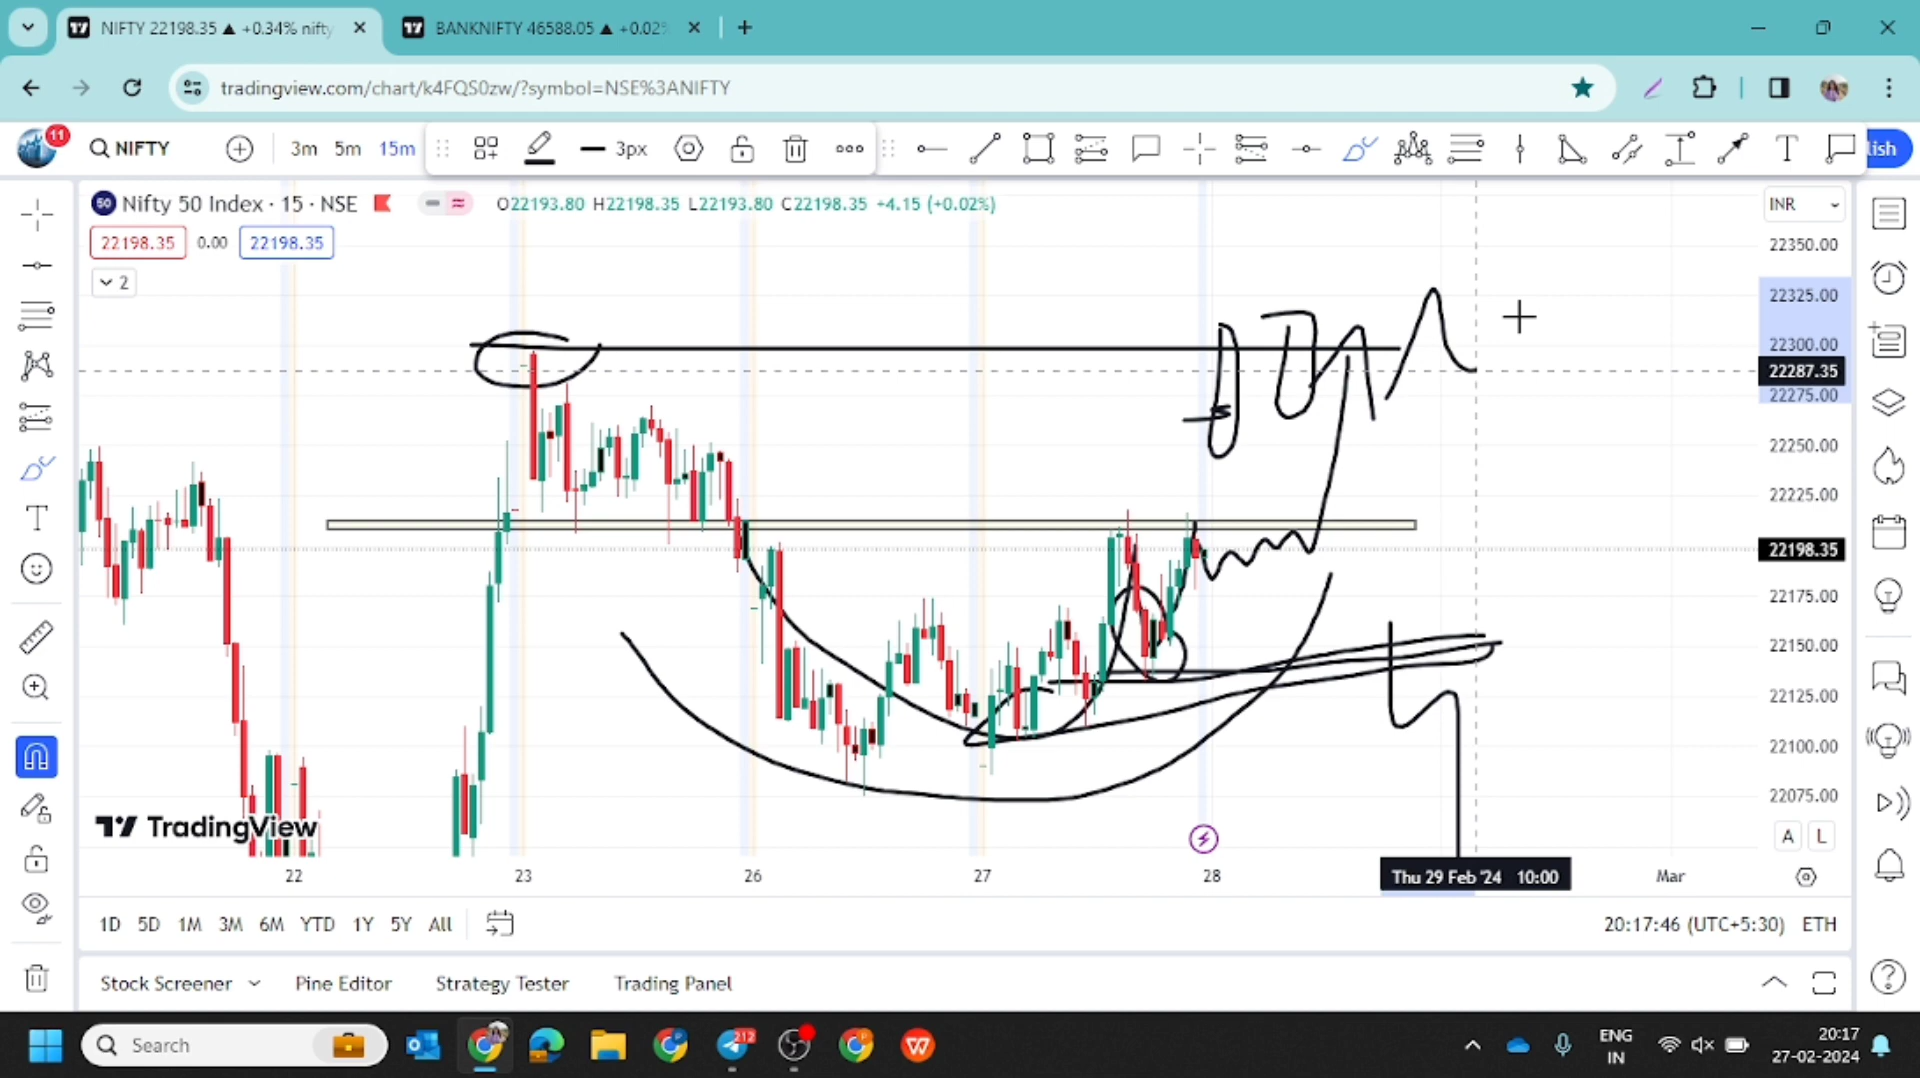 NIFTY 22198.35 ▲ +0.34% nifty
BANKNIFTY 46588.05 ▲ +0.02%
tradingview.com/chart/k4FQS0zw/?symbol=NSE%3ANIFTY
11
NIFTY
3m 5m 15m
3px
T
lish
50 Nifty 50 Index · 15 · NSE
O22193.80 H22198.35 L22193.80 C22198.35 +4.15 (+0.02%)
INR
22198.35 0.00 22198.35
2
22350.00
22325.00
22300.00
22287.35
22275.00
22250.00
22225.00
22198.35
22175.00
22150.00
22125.00
22100.00
22075.00
TradingView
A L
22 23 26 27 28 Thu 29 Feb '24 10:00 Mar
1D 5D 1M 3M 6M YTD 1Y 5Y All
20:17:46 (UTC+5:30) ETH
Stock Screener Pine Editor Strategy Tester Trading Panel
Search
212
ENG
IN
20:17
27-02-2024